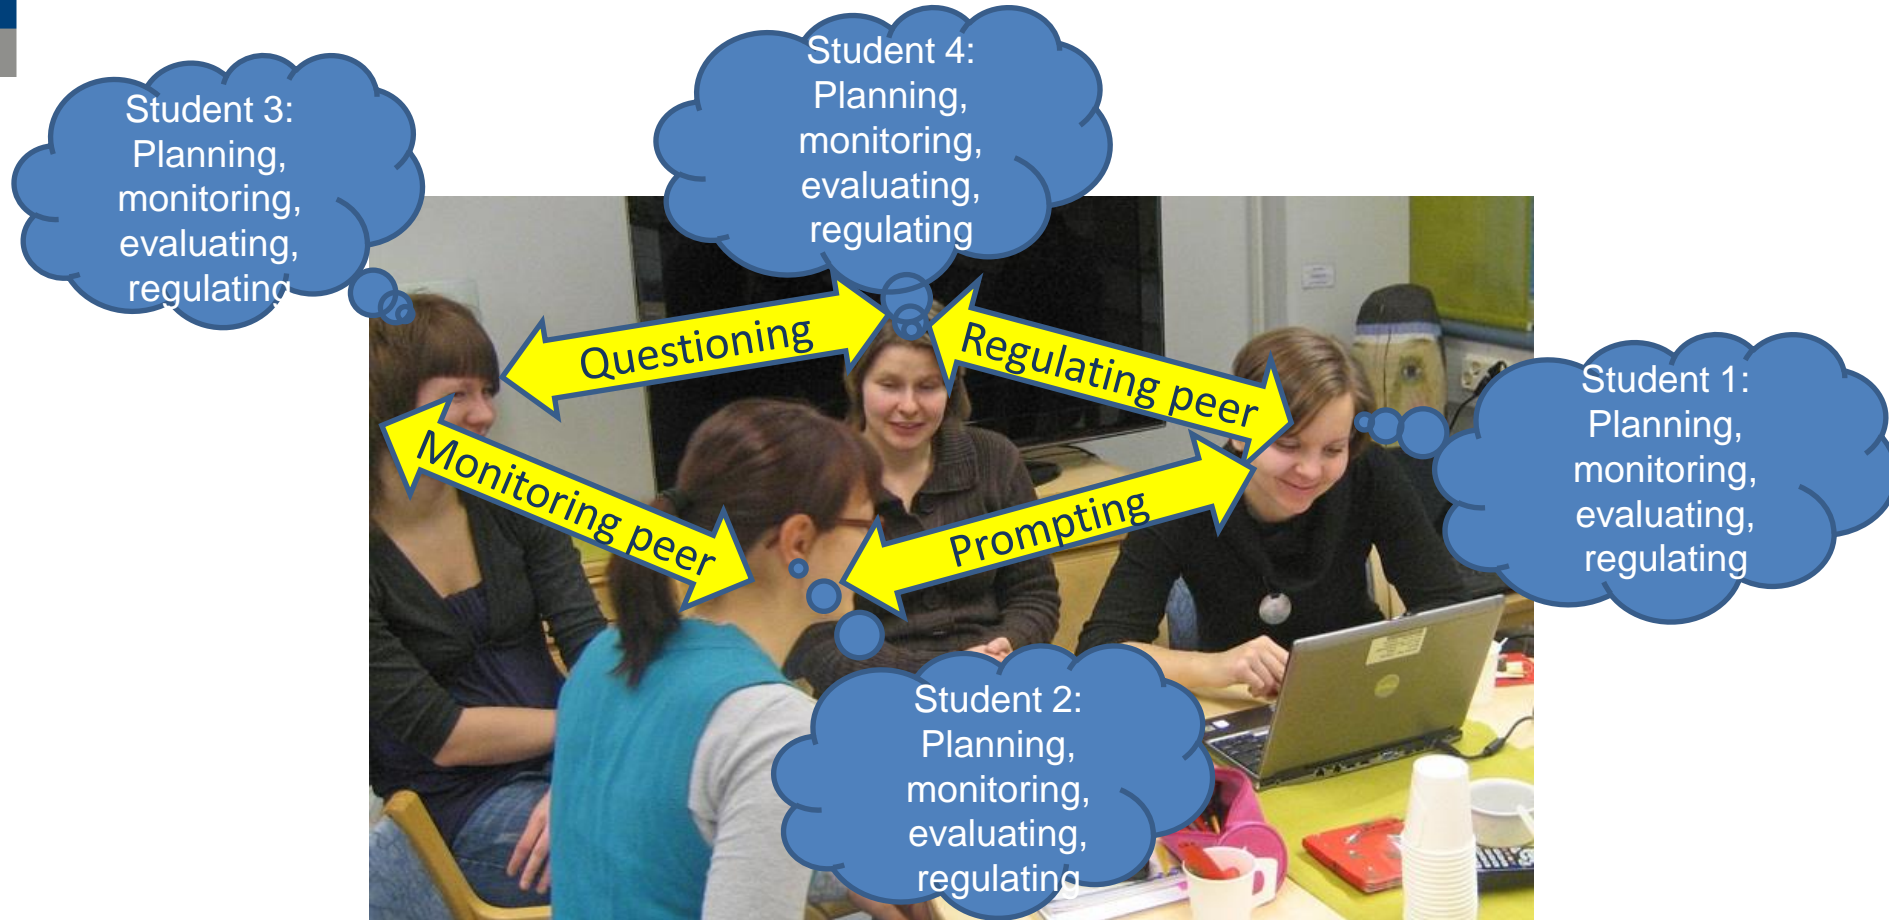 Student 4:
Planning,
monitoring,
evaluating,
regulating
Student 3:
Planning,
monitoring,
evaluating,
regulating
Questioning
Regulating peer
Student 1:
Planning,
monitoring,
evaluating,
regulating
Monitoring peer
Prompting
Student 2:
Planning,
monitoring,
evaluating,
regulating